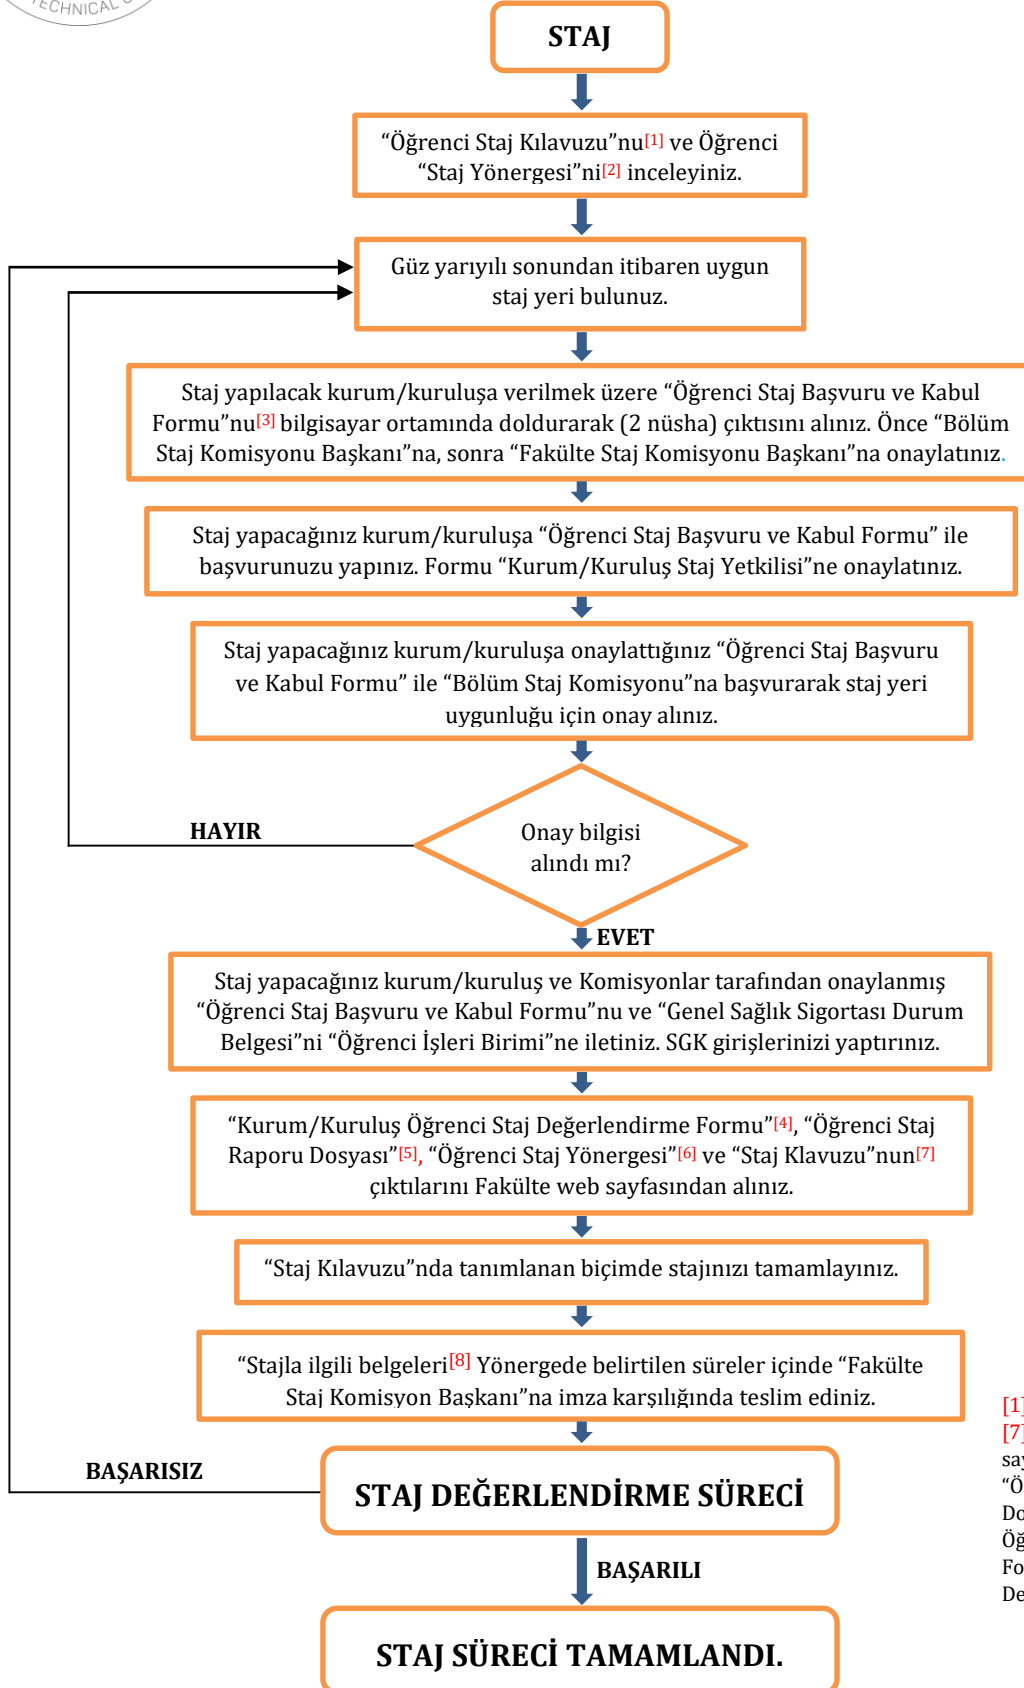 TECHNICAL
STAJ
“Öğrenci Staj Kılavuzu”nu[1] ve Öğrenci
“Staj Yönergesi”ni[2] inceleyiniz.
Güz yarıyılı sonundan itibaren uygun
staj yeri bulunuz.
Staj yapılacak kurum/kuruluşa verilmek üzere “Öğrenci Staj Başvuru ve Kabul
Formu”nu[3] bilgisayar ortamında doldurarak (2 nüsha) çıktısını alınız. Önce “Bölüm
Staj Komisyonu Başkanı”na, sonra “Fakülte Staj Komisyonu Başkanı”na onaylatınız.
Staj yapacağınız kurum/kuruluşa “Öğrenci Staj Başvuru ve Kabul Formu” ile
başvurunuzu yapınız. Formu “Kurum/Kuruluş Staj Yetkilisi”ne onaylatınız.
Staj yapacağınız kurum/kuruluşa onaylattığınız “Öğrenci Staj Başvuru
ve Kabul Formu” ile “Bölüm Staj Komisyonu”na başvurarak staj yeri
uygunluğu için onay alınız.
HAYIR
Onay bilgisi
alındı mı?
EVET
Staj yapacağınız kurum/kuruluş ve Komisyonlar tarafından onaylanmış
“Öğrenci Staj Başvuru ve Kabul Formu”nu ve “Genel Sağlık Sigortası Durum
Belgesi”ni “Öğrenci İşleri Birimi”ne iletiniz. SGK girişlerinizi yaptırınız.
“Kurum/Kuruluş Öğrenci Staj Değerlendirme Formu”[4], “Öğrenci Staj
Raporu Dosyası”[5], “Öğrenci Staj Yönergesi”[6] ve “Staj Klavuzu”nun[7]
çıktılarını Fakülte web sayfasından alınız.
“Staj Kılavuzu”nda tanımlanan biçimde stajınızı tamamlayınız.
“Stajla ilgili belgeleri[8] Yönergede belirtilen süreler içinde “Fakülte
Staj Komisyon Başkanı”na imza karşılığında teslim ediniz.
BAŞARISIZ
STAJ DEĞERLENDİRME SÜRECİ
BAŞARILI
STAJ SÜRECİ TAMAMLANDI.
[1]
[7]
say
“Ö
Do
Öğ
Fo
De